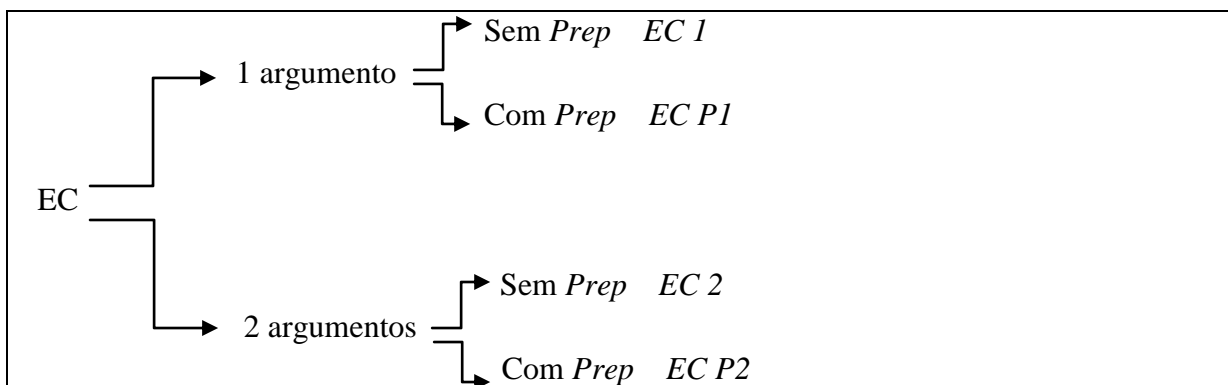 Sem Prep EC 1
1 argumento
Com Prep EC P1
EC
Sem Prep EC 2
2 argumentos
Com Prep EC P2